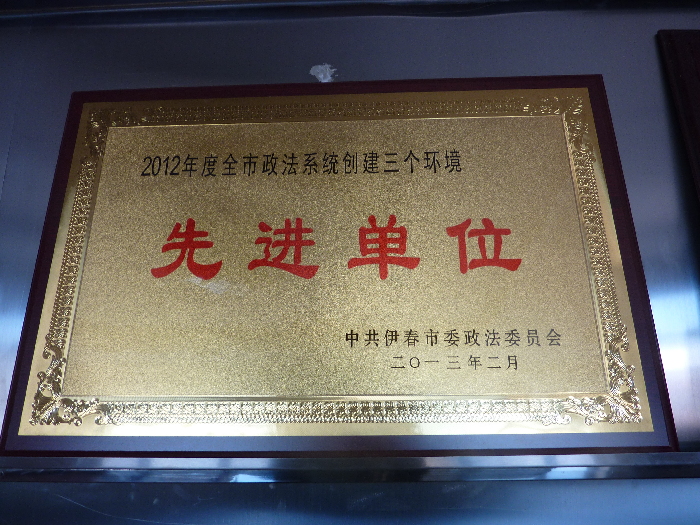 2012年度全市政法系统创建三个环境
先进单位
中共伊春市委政法委员会
二〇一三年二月